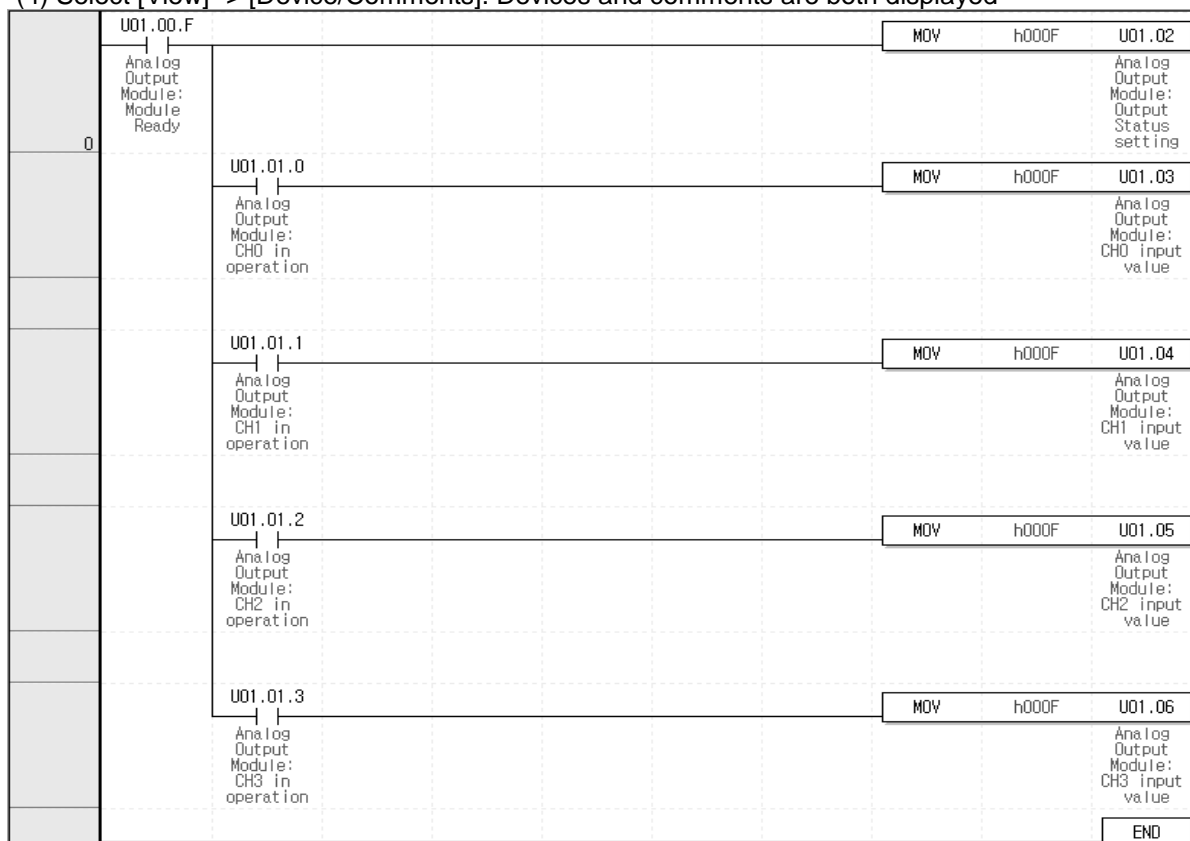 (4) Select [View] -> [Device/Comments]. Devices and comments are both displayed
U01.00.F
MOV h000F U01.02
Analog
Output
Module:
Module
Ready
Analog
Output
Module:
Output
Status
setting
0
U01.01.0
MOV h000F U01.03
Analog
Output
Module:
CH0 in
operation
Analog
Output
Module:
CH0 input
value
U01.01.1
MOV h000F U01.04
Analog
Output
Module:
CH1 in
operation
Analog
Output
Module:
CH1 input
value
U01.01.2
MOV h000F U01.05
Analog
Output
Module:
CH2 in
operation
Analog
Output
Module:
CH2 input
value
U01.01.3
MOV h000F U01.06
Analog
Output
Module:
CH3 in
operation
Analog
Output
Module:
CH3 input
value
END